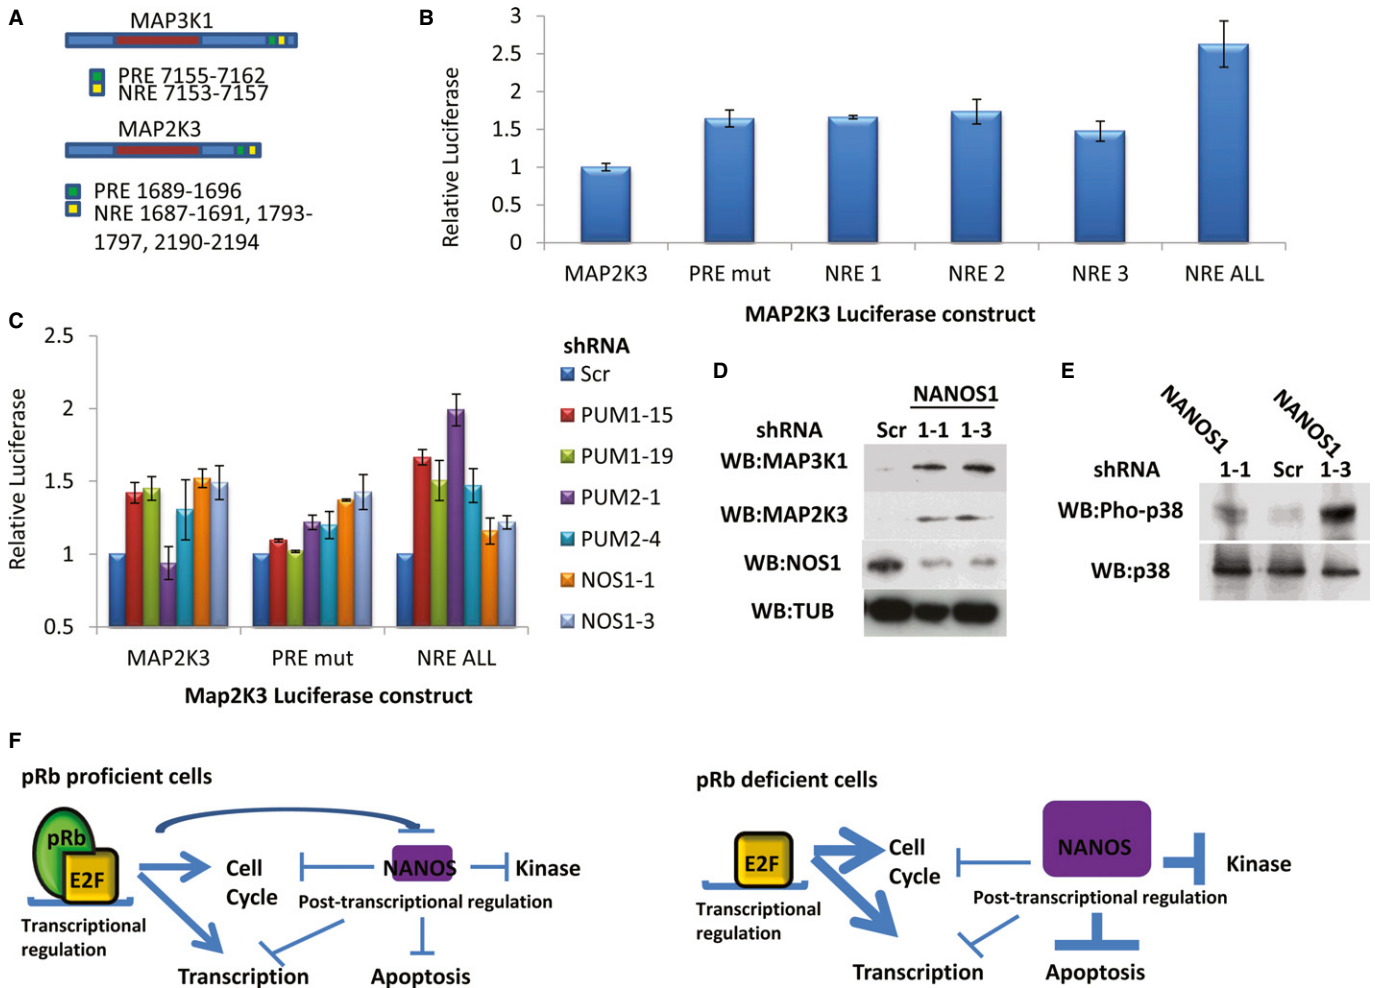 A
MAP3K1
PRE 7155-7162
NRE 7153-7157
MAP2K3
PRE 1689-1696
NRE 1687-1691, 1793-
1797, 2190-2194
B
Relative Luciferase
3
2.5
2
1.5
1
0.5
0
MAP2K3 PRE mut NRE 1 NRE 2 NRE 3 NRE ALL
MAP2K3 Luciferase construct
C
Relative Luciferase
2.5
2
1.5
1
0.5
MAP2K3 PRE mut NRE ALL
Map2K3 Luciferase construct
shRNA
Scr
PUM1-15
PUM1-19
PUM2-1
PUM2-4
NOS1-1
NOS1-3
D
NANOS1
shRNA Scr 1-1 1-3
WB:MAP3K1
WB:MAP2K3
WB:NOS1
WB:TUB
E
NANOS1 NANOS1
shRNA 1-1 Scr 1-3
WB:Pho-p38
WB:p38
F
pRb proficient cells
pRb
E2F
Transcriptional
regulation
Cell
Cycle
NANOS
Kinase
Post-transcriptional regulation
Transcription
Apoptosis
pRb deficient cells
E2F
Transcriptional
regulation
Cell
Cycle
NANOS
Kinase
Post-transcriptional regulation
Transcription
Apoptosis